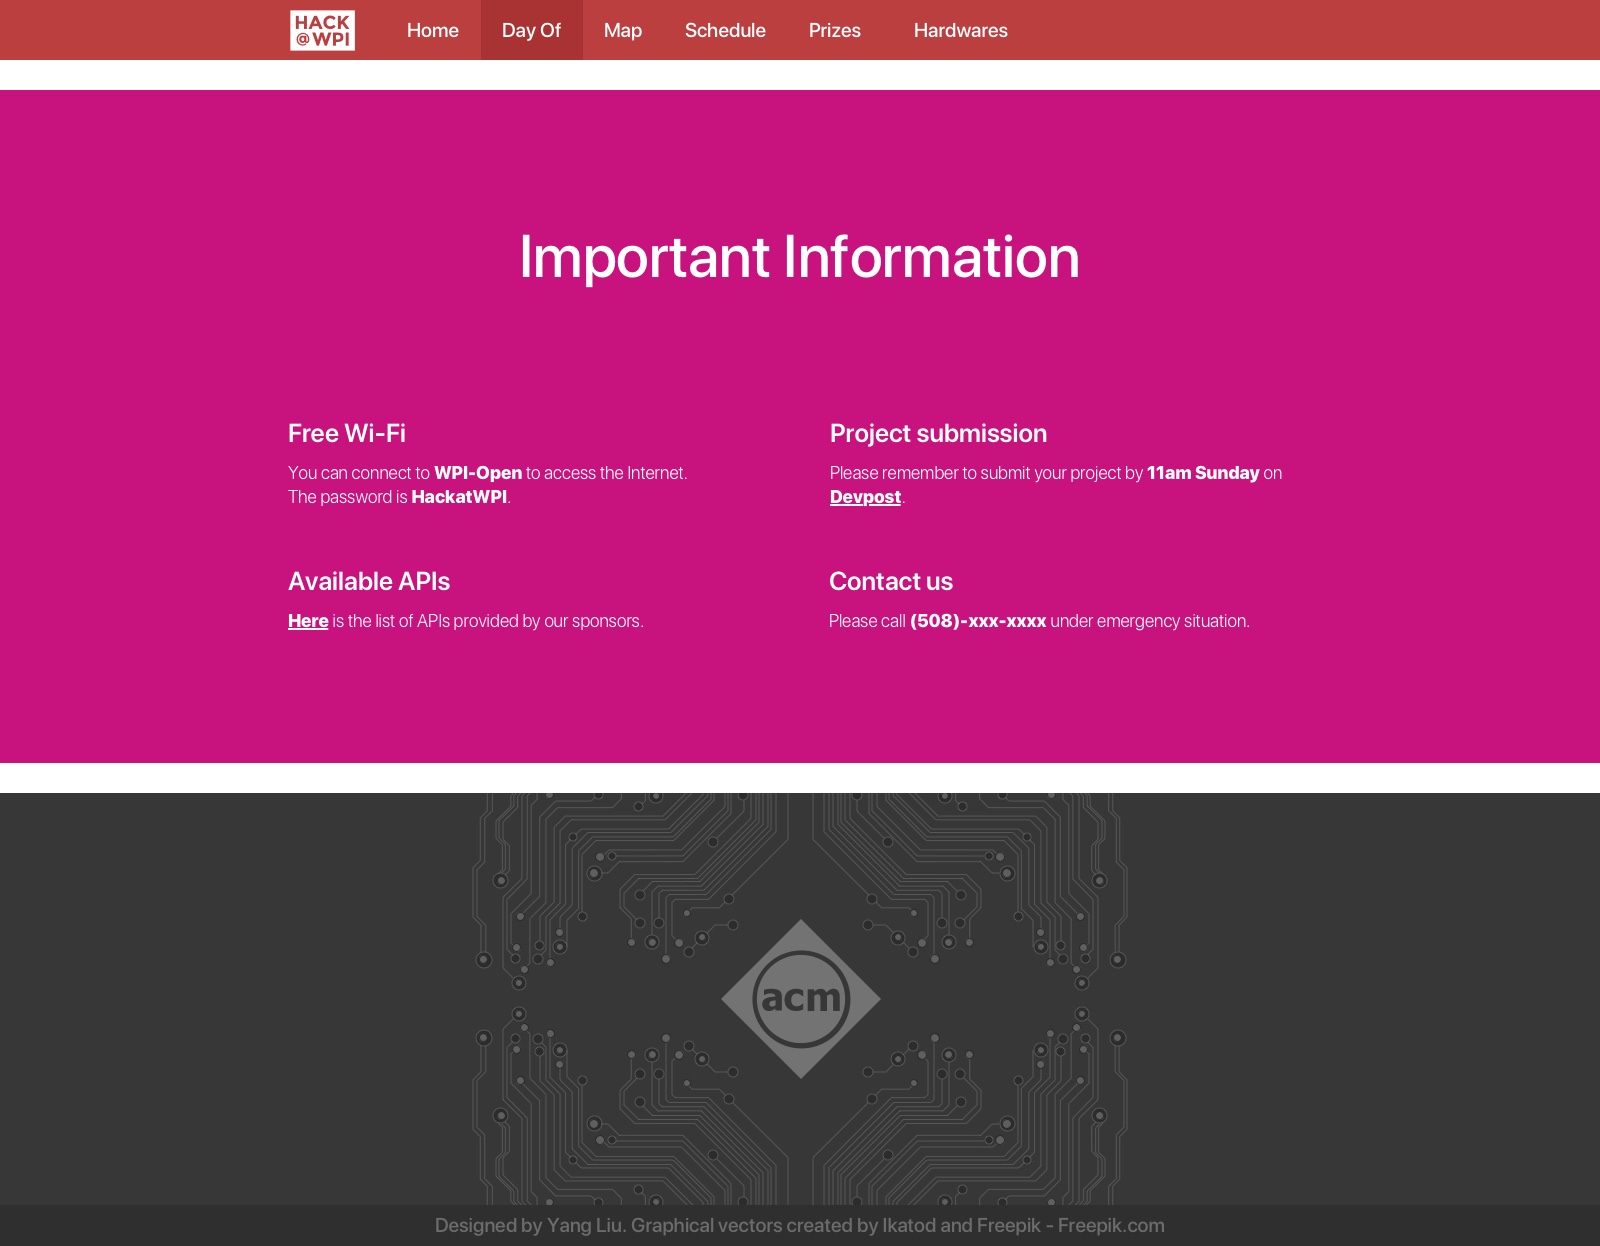 HACK
@WPI
Home Day Of Map Schedule Prizes Hardwares
Important Information
Free Wi-Fi
You can connect to WPI-Open to access the Internet.
The password is HackatWPI.
Project submission
Please remember to submit your project by 11am Sunday on
Devpost.
Available APIs
Here is the list of APIs provided by our sponsors.
Contact us
Please call (508)-xxx-xxxx under emergency situation.
acm
Designed by Yang Liu. Graphical vectors created by Ikatod and Freepik - Freepik.com